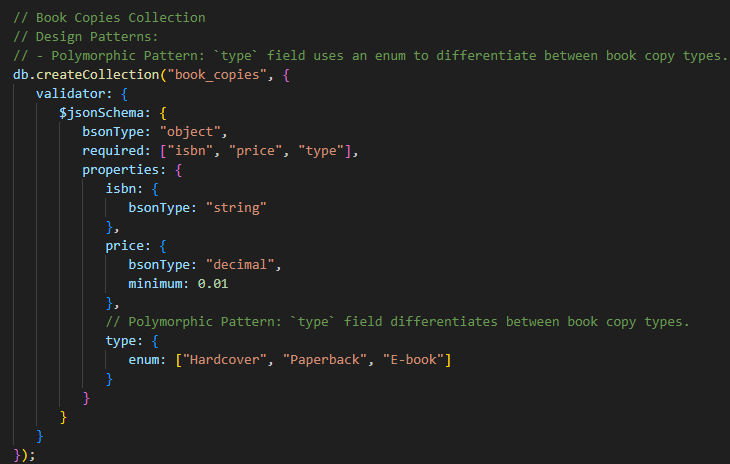 // Book Copies Collection
// Design Patterns:
// - Polymorphic Pattern: `type` field uses an enum to differentiate between book copy types.
db.createCollection("book_copies", {
   validator: {
      $jsonSchema: {
         bsonType: "object",
         required: ["isbn", "price", "type"],
         properties: {
            isbn: {
               bsonType: "string"
            },
            price: {
               bsonType: "decimal",
               minimum: 0.01
            },
            // Polymorphic Pattern: `type` field differentiates between book copy types.
            type: {
               enum: ["Hardcover", "Paperback", "E-book"]
            }
         }
      }
   }
});